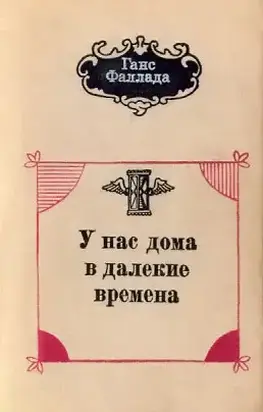 Ганс
Фаллада
У нас дома
в далекие
времена